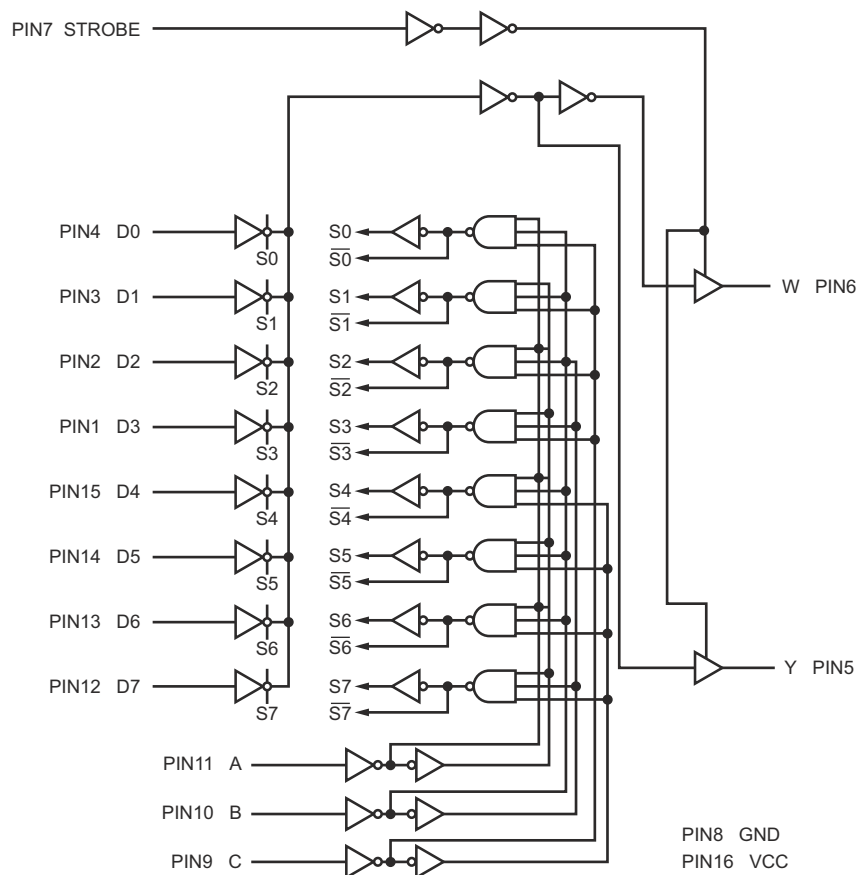 PIN7 STROBE
PIN4 D0
S0
S0
S0
PIN3 D1
S1
S1
S1
W PIN6
PIN2 D2
S2
S2
S2
PIN1 D3
S3
S3
S3
PIN15 D4
S4
S4
S4
PIN14 D5
S5
S5
S5
PIN13 D6
S6
S6
S6
PIN12 D7
S7
S7
S7
Y PIN5
PIN11 A
PIN10 B
PIN9 C
PIN8 GND
PIN16 VCC